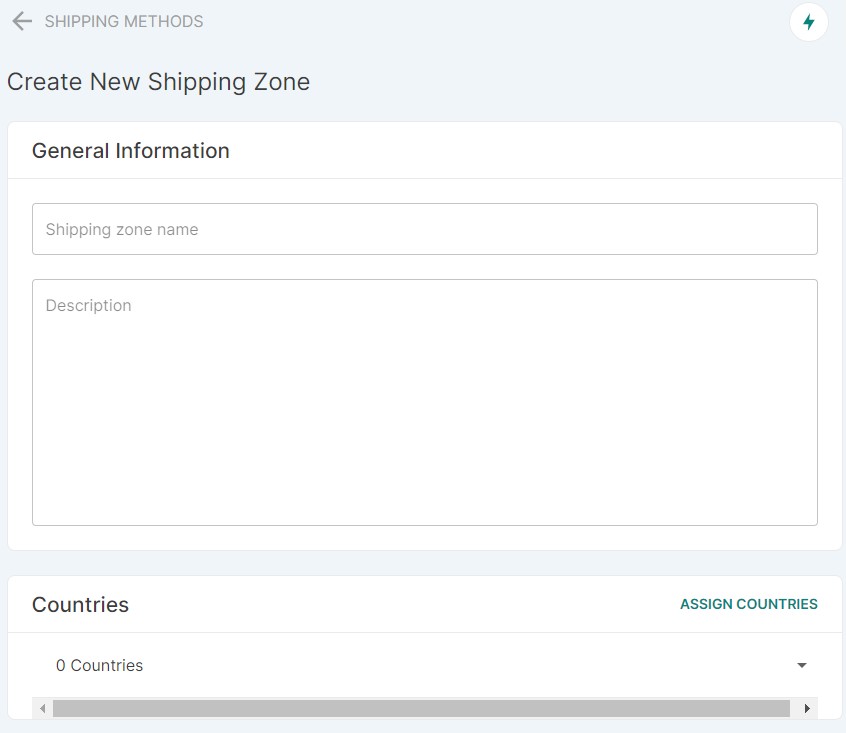 SHIPPING METHODS
Create New Shipping Zone
General Information
Shipping zone name
Description
Countries
ASSIGN COUNTRIES
0 Countries